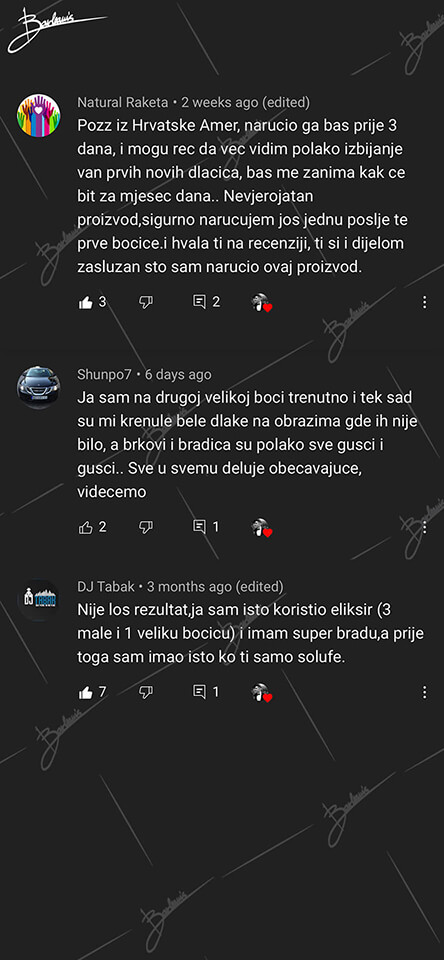 Barlouis
Natural Raketa • 2 weeks ago (edited)
Pozz iz Hrvatske Amer, narucio ga bas prije 3
dana, i mogu rec da vec vidim polako izbijanje
van prvih novih dlacica, bas me zanima kak ce
bit za mjesec dana.. Nevjerojatan
proizvod,sigurno narucujem jos jednu poslje te
prve bocice.i hvala ti na recenziji, ti si i dijelom
zasluzan sto sam narucio ovaj proizvod.
3 2
Shunpo7 • 6 days ago
Ja sam na drugoj velikoj boci trenutno i tek sad
su mi krenule bele dlake na obrazima gde ih nije
bilo, a brkovi i bradica su polako sve gusci i
gusci.. Sve u svemu deluje obecavajuce,
videcemo
2 1
DJ Tabak • 3 months ago (edited)
Nije los rezultat,ja sam isto koristio eliksir (3
male i 1 veliku bocicu) i imam super bradu,a prije
toga sam imao isto ko ti samo solufe.
7 1